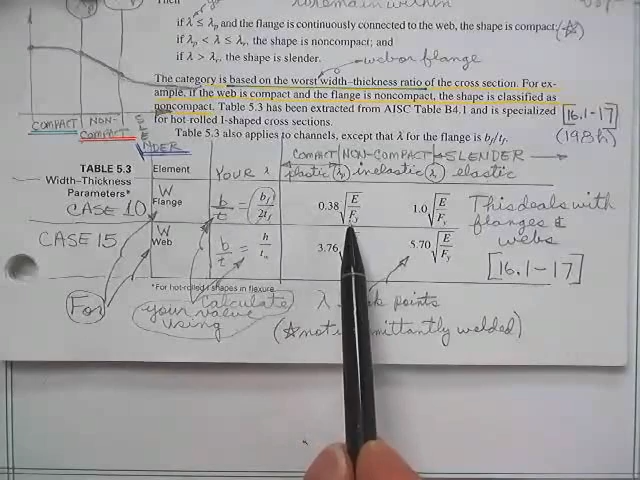 Then
remain within
if λ ≤ λp and the flange is continuously connected to the web, the shape is compact; (☆)
if λp < λ ≤ λr, the shape is noncompact; and
if λ > λr, the shape is slender.
web or flange
The category is based on the worst width–thickness ratio of the cross section. For ex-
ample, if the web is compact and the flange is noncompact, the shape is classified as
noncompact. Table 5.3 has been extracted from AISC Table B4.1 and is specialized
for hot-rolled I-shaped cross sections.
[16.1-17]
(198h)
Table 5.3 also applies to channels, except that λ for the flange is bf/tf.
COMPACT
NON-COMPACT
SLENDER
TABLE 5.3
Width–Thickness
Parameters*
Element
YOUR λ
COMPACT NON-COMPACT SLENDER
plastic (λp) inelastic (λr) elastic
CASE 10
W
Flange
b/t = bf/2tf
0.38 √E/Fy
1.0 √E/Fy
This deals with
flanges &
webs
[16.1-17]
CASE 15
W
Web
b/t = h/tw
3.76
5.70 √E/Fy
*For hot-rolled I shapes in flexure
For
Calculate
your value
using
λ points
(☆not welded)